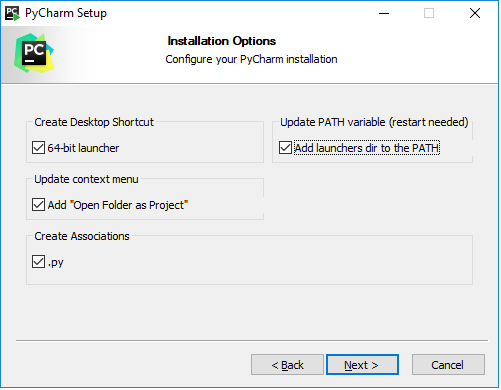 PyCharm Setup
PC
Installation Options
Configure your PyCharm installation
Create Desktop Shortcut
64-bit launcher
Update PATH variable (restart needed)
Add launchers dir to the PATH
Update context menu
Add "Open Folder as Project"
Create Associations
.py
< Back
Next >
Cancel